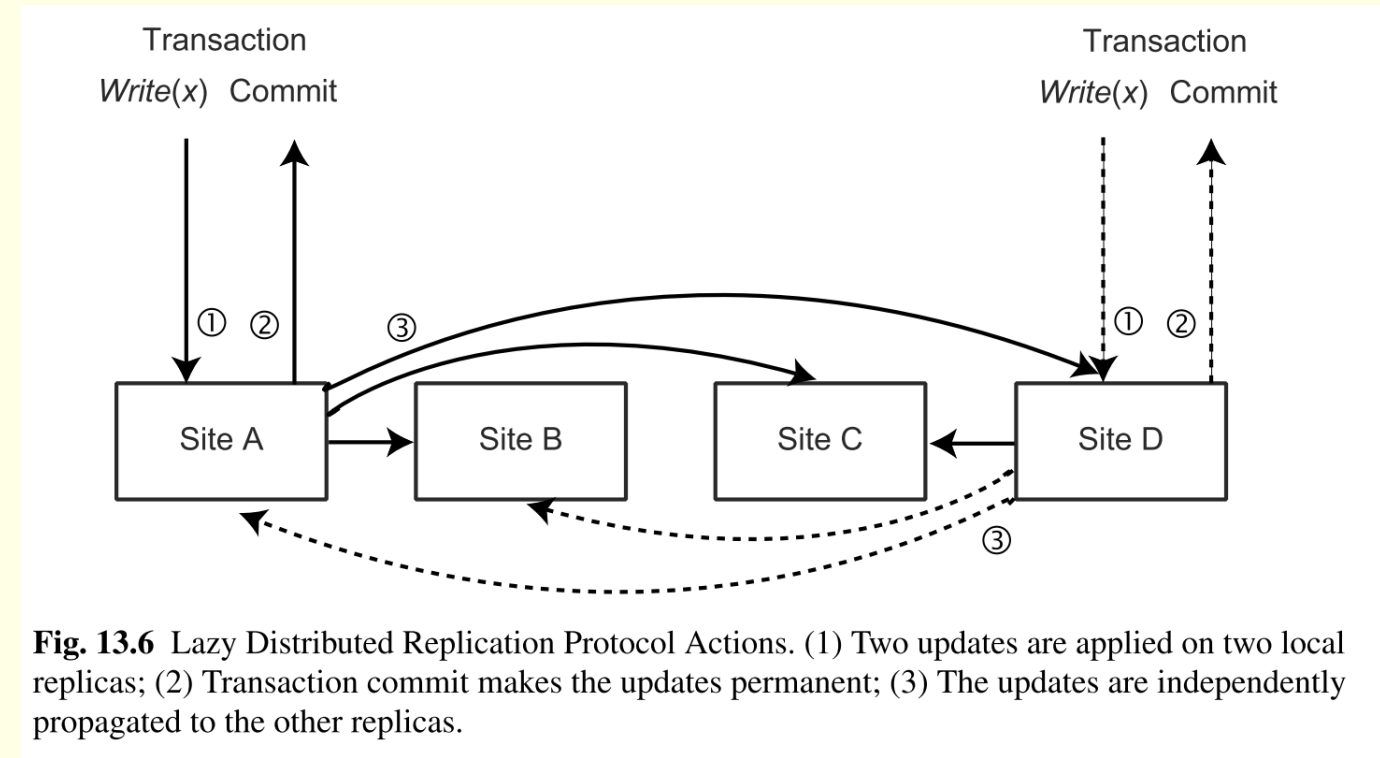 Transaction
Write(x) Commit
Transaction
Write(x) Commit
① ② ③
① ②
Site A
Site B
Site C
Site D
③
Fig. 13.6 Lazy Distributed Replication Protocol Actions. (1) Two updates are applied on two local
replicas; (2) Transaction commit makes the updates permanent; (3) The updates are independently
propagated to the other replicas.